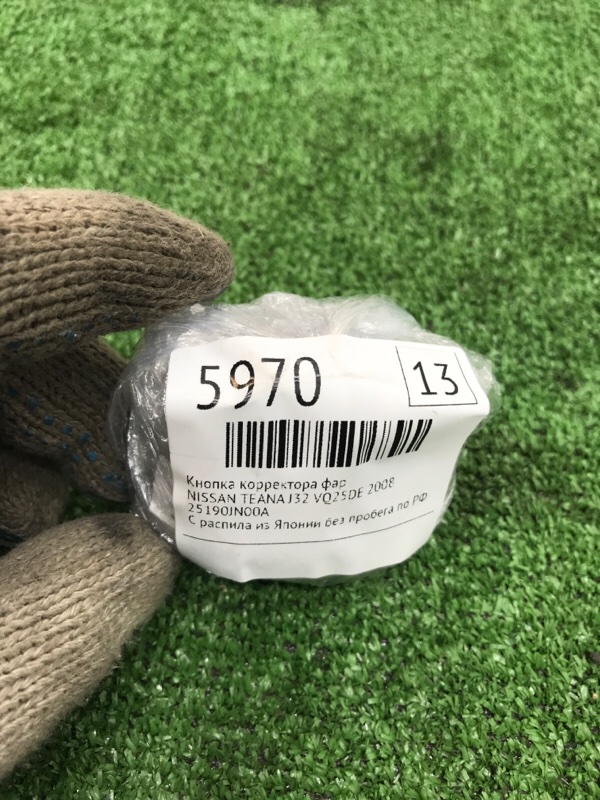 5970
13
Кнопка корректора фар
NISSAN TEANA J32 VQ25DE 2008
25190JN00A
С распила из Японии без пробега по РФ